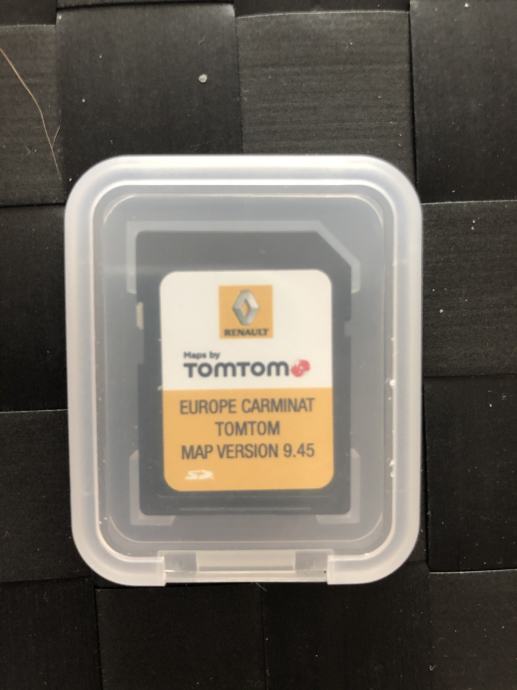 RENAULT
Maps by
TOMTOM
EUROPE CARMINAT
TOMTOM
MAP VERSION 9.45
SD